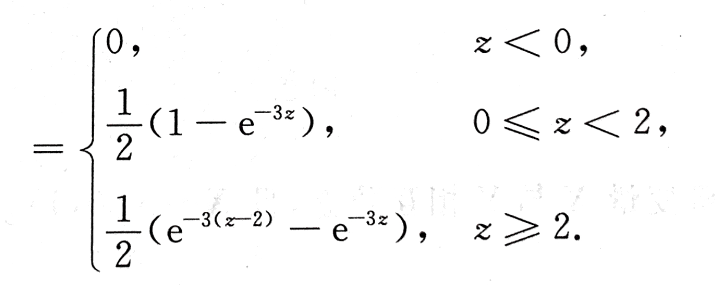 0, z < 0,
= { 1/2 (1 − e^{−3z}), 0 ⩽ z < 2,
1/2 (e^{−3(z−2)} − e^{−3z}), z ⩾ 2.